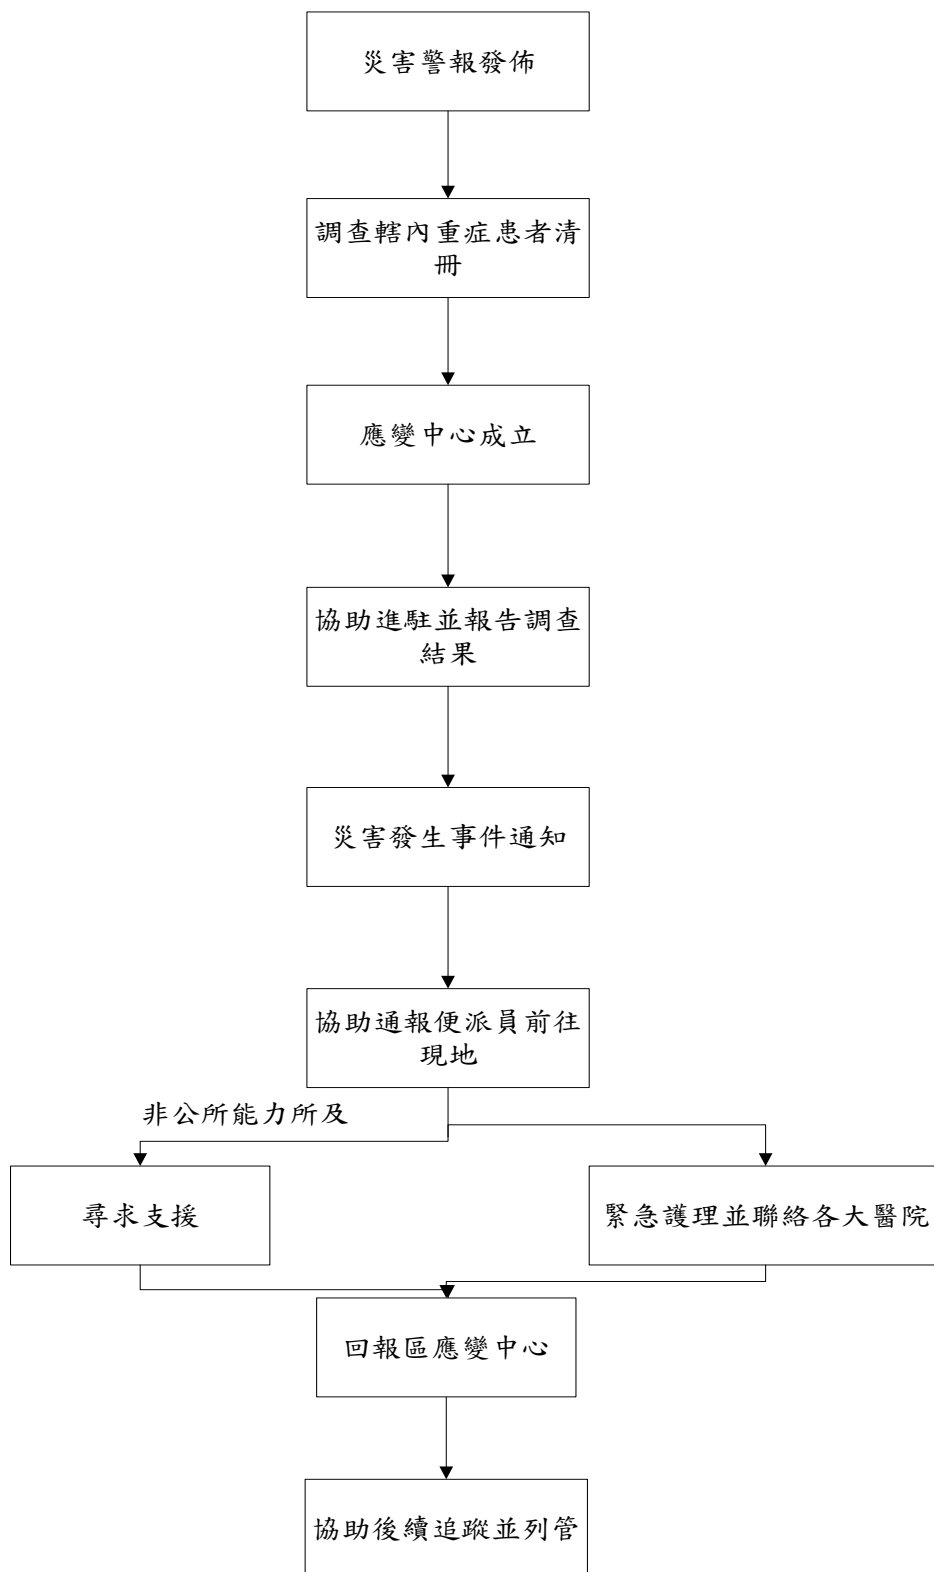 災害警報發佈
調查轄內重症患者清
冊
應變中心成立
協助進駐並報告調查
結果
災害發生事件通知
協助通報便派員前往
現地
非公所能力所及
尋求支援
緊急護理並聯絡各大醫院
回報區應變中心
協助後續追蹤並列管